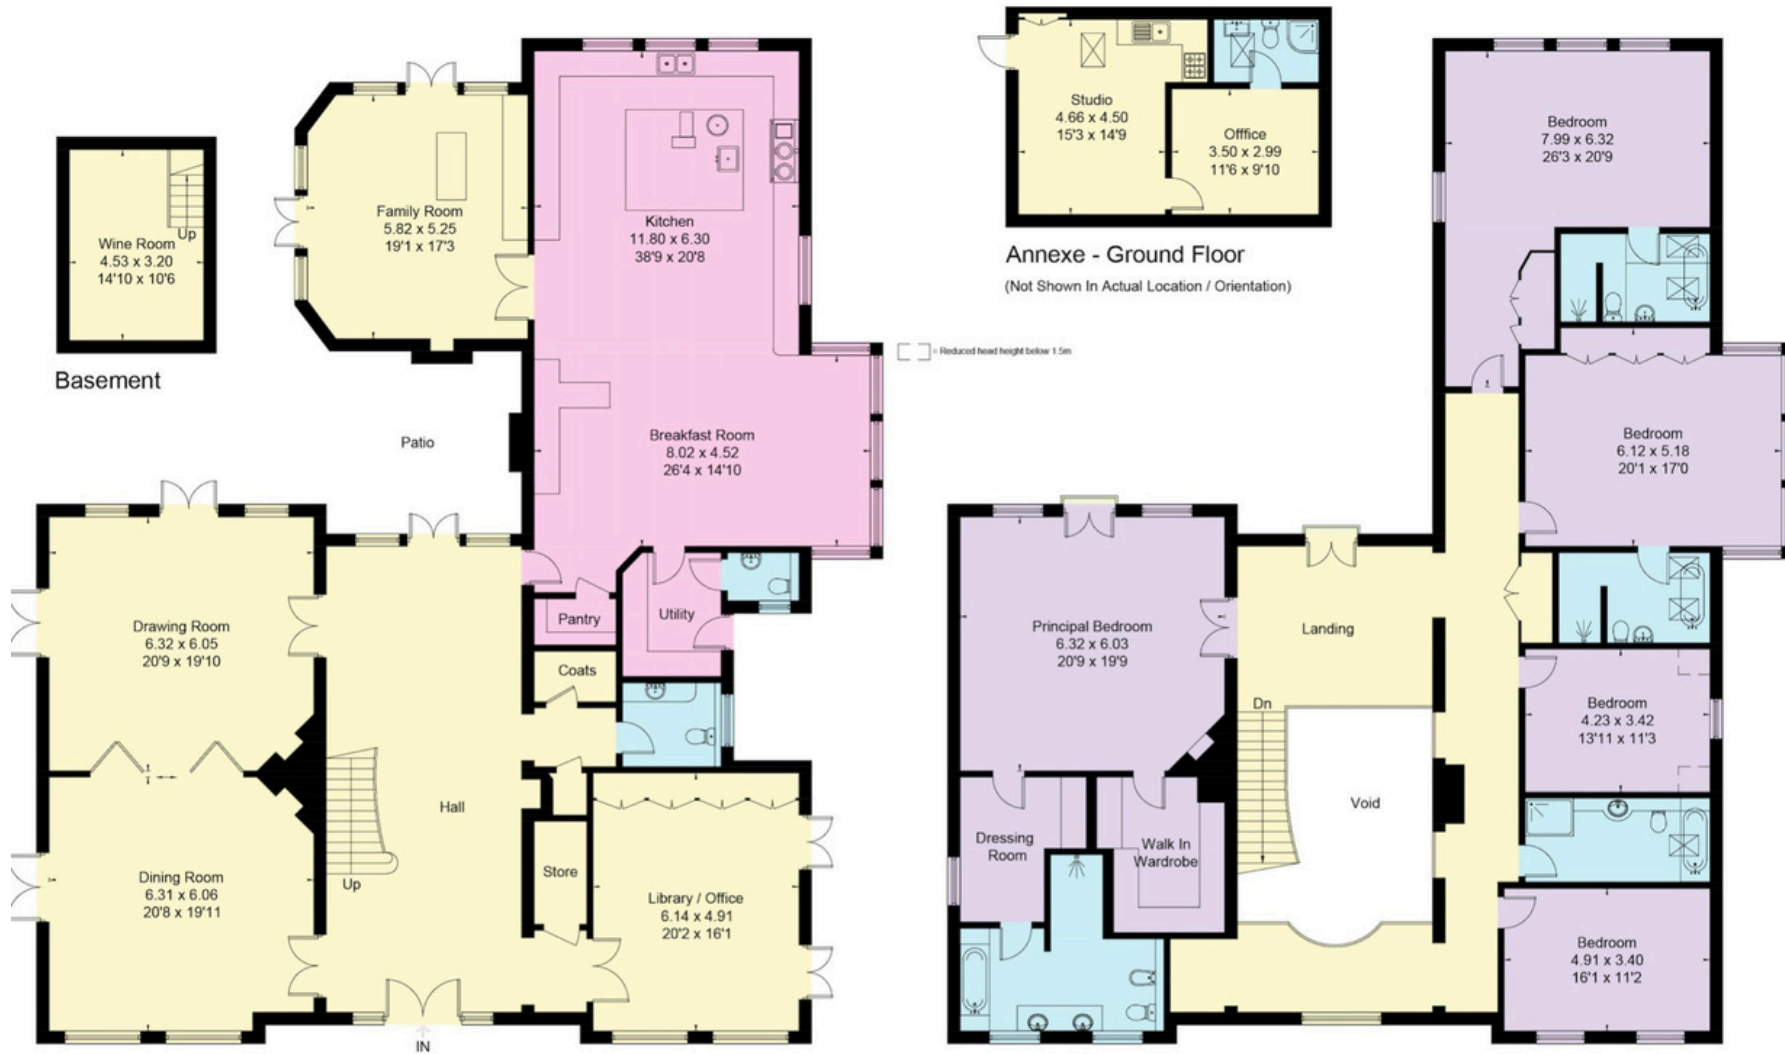 Wine Room
4.53 x 3.20
14'10 x 10'6
Up
Basement
Family Room
5.82 x 5.25
19'1 x 17'3
Kitchen
11.80 x 6.30
38'9 x 20'8
Patio
Breakfast Room
8.02 x 4.52
26'4 x 14'10
Drawing Room
6.32 x 6.05
20'9 x 19'10
Pantry
Utility
Coats
Hall
Up
Store
Dining Room
6.31 x 6.06
20'8 x 19'11
Library / Office
6.14 x 4.91
20'2 x 16'1
IN
Studio
4.66 x 4.50
15'3 x 14'9
Offfice
3.50 x 2.99
11'6 x 9'10
Annexe - Ground Floor
(Not Shown In Actual Location / Orientation)
= Reduced head height below 1.5m
Bedroom
7.99 x 6.32
26'3 x 20'9
Bedroom
6.12 x 5.18
20'1 x 17'0
Principal Bedroom
6.32 x 6.03
20'9 x 19'9
Landing
Dn
Bedroom
4.23 x 3.42
13'11 x 11'3
Void
Dressing
Room
Walk In
Wardrobe
Bedroom
4.91 x 3.40
16'1 x 11'2